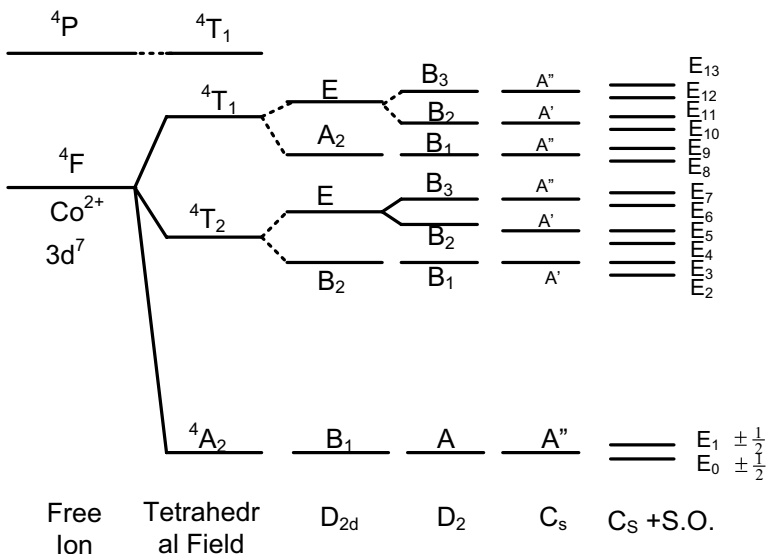 ⁴P
⁴T₁
⁴F
Co²⁺
3d⁷
⁴T₁
⁴T₂
⁴A₂
E
A₂
E
B₂
B₁
B₃
B₂
B₁
B₃
B₂
B₁
A
A"
A'
A"
A"
A'
A'
A"
E₁₃
E₁₂
E₁₁
E₁₀
E₉
E₈
E₇
E₆
E₅
E₄
E₃
E₂
E₁ ± 1/2
E₀ ± 1/2
Free
Ion
Tetrahedr
al Field
D₂d
D₂
Cₛ
C_S +S.O.